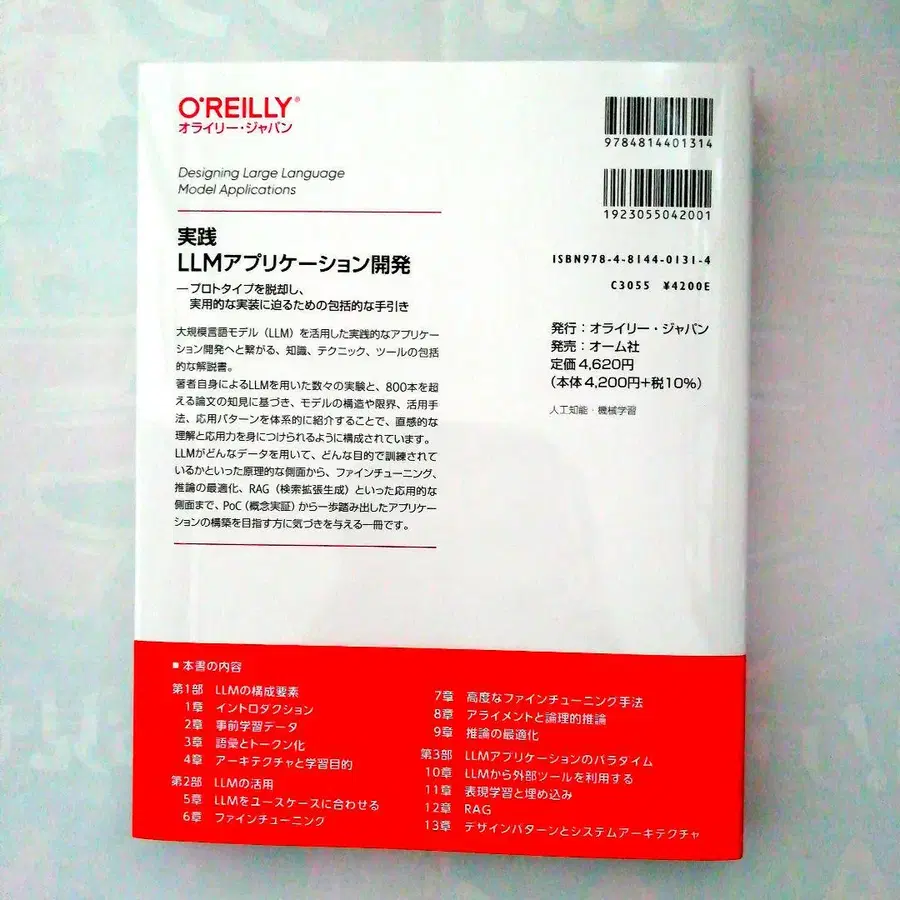 O'REILLY®
オライリー・ジャパン
Designing Large Language
Model Applications
実践
LLMアプリケーション開発
―プロトタイプを脱却し、
実用的な実装に迫るための包括的な手引き
大規模言語モデル（LLM）を活用した実践的なアプリケー
ション開発へと繋がる、知識、テクニック、ツールの包括
的な解説書。
著者自身によるLLMを用いた数々の実験と、800本を超
える論文の知見に基づき、モデルの構造や限界、活用手
法、応用パターンを体系的に紹介することで、直感的な
理解と応用力を身につけられるように構成されています。
LLMがどんなデータを用いて、どんな目的で訓練されて
いるかといった原理的な側面から、ファインチューニング、
推論の最適化、RAG（検索拡張生成）といった応用的な
側面まで、PoC（概念実証）から一歩踏み出したアプリケー
ションの構築を目指す方に気づきを与える一冊です。
9784814401314
1923055042001
ISBN978-4-8144-0131-4
C3055 ¥4200E
発行：オライリー・ジャパン
発売：オーム社
定価4,620円
（本体4,200円+税10%）
人工知能・機械学習
■ 本書の内容
第1部 LLMの構成要素
1章 イントロダクション
2章 事前学習データ
3章 語彙とトークン化
4章 アーキテクチャと学習目的
第2部 LLMの活用
5章 LLMをユースケースに合わせる
6章 ファインチューニング
7章 高度なファインチューニング手法
8章 アライメントと論理的推論
9章 推論の最適化
第3部 LLMアプリケーションのパラダイム
10章 LLMから外部ツールを利用する
11章 表現学習と埋め込み
12章 RAG
13章 デザインパターンとシステムアーキテクチャ